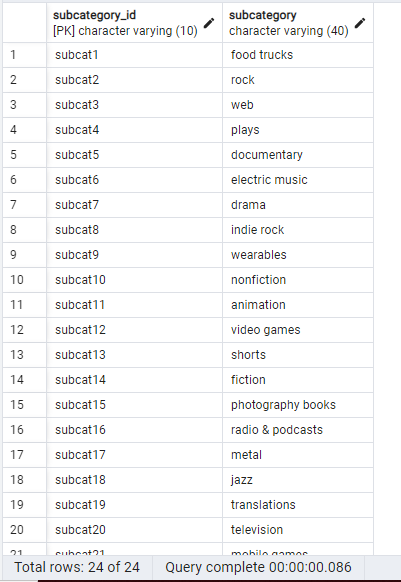 subcategory_id subcategory
[PK] character varying (10) character varying (40)
1 subcat1 food trucks
2 subcat2 rock
3 subcat3 web
4 subcat4 plays
5 subcat5 documentary
6 subcat6 electric music
7 subcat7 drama
8 subcat8 indie rock
9 subcat9 wearables
10 subcat10 nonfiction
11 subcat11 animation
12 subcat12 video games
13 subcat13 shorts
14 subcat14 fiction
15 subcat15 photography books
16 subcat16 radio & podcasts
17 subcat17 metal
18 subcat18 jazz
19 subcat19 translations
20 subcat20 television
21 subcat21 mobile games
Total rows: 24 of 24 Query complete 00:00:00.086